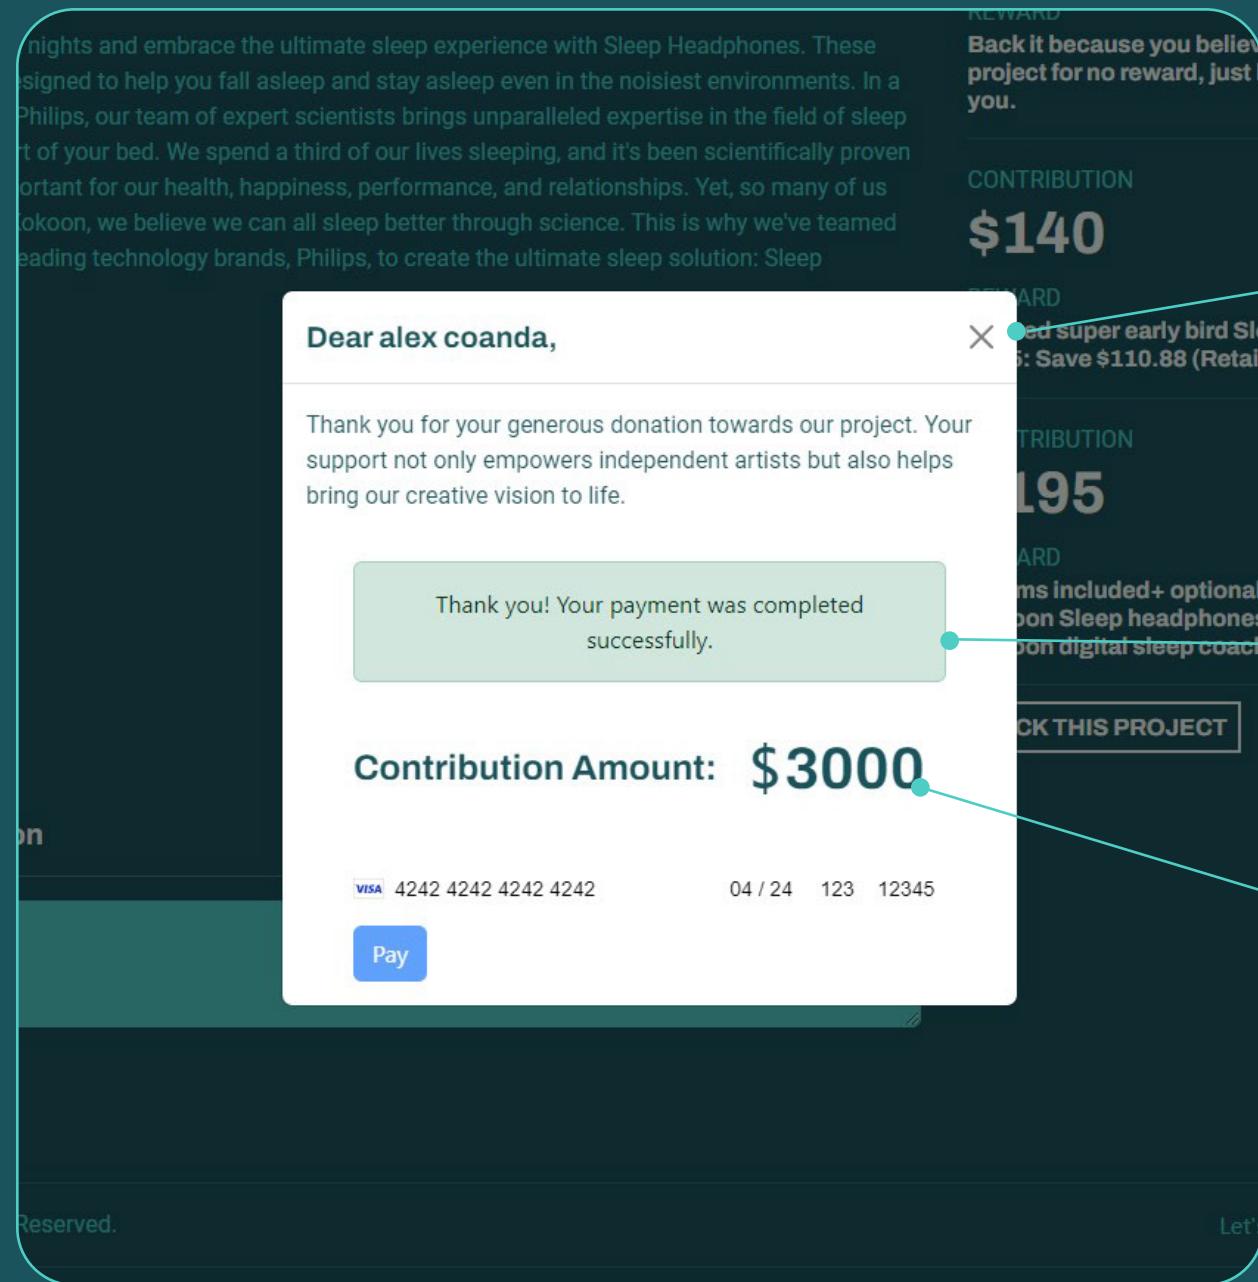 nights and embrace the ultimate sleep experience with Sleep Headphones. These
signed to help you fall asleep and stay asleep even in the noisiest environments. In a
Philips, our team of expert scientists brings unparalleled expertise in the field of sleep
rt of your bed. We spend a third of our lives sleeping, and it's been scientifically proven
ortant for our health, happiness, performance, and relationships. Yet, so many of us
okoon, we believe we can all sleep better through science. This is why we've teamed
eading technology brands, Philips, to create the ultimate sleep solution: Sleep
REWARD
Back it because you believ
project for no reward, just
you.
CONTRIBUTION
$140
REWARD
ed super early bird Sl
5: Save $110.88 (Retai
TRIBUTION
195
ARD
ms included+ optional
oon Sleep headphones
oon digital sleep coach
CK THIS PROJECT
Dear alex coanda,
Thank you for your generous donation towards our project. Your
support not only empowers independent artists but also helps
bring our creative vision to life.
Thank you! Your payment was completed
successfully.
Contribution Amount: $3000
VISA 4242 4242 4242 4242 04 / 24 123 12345
Pay
on
Reserved.
Let'